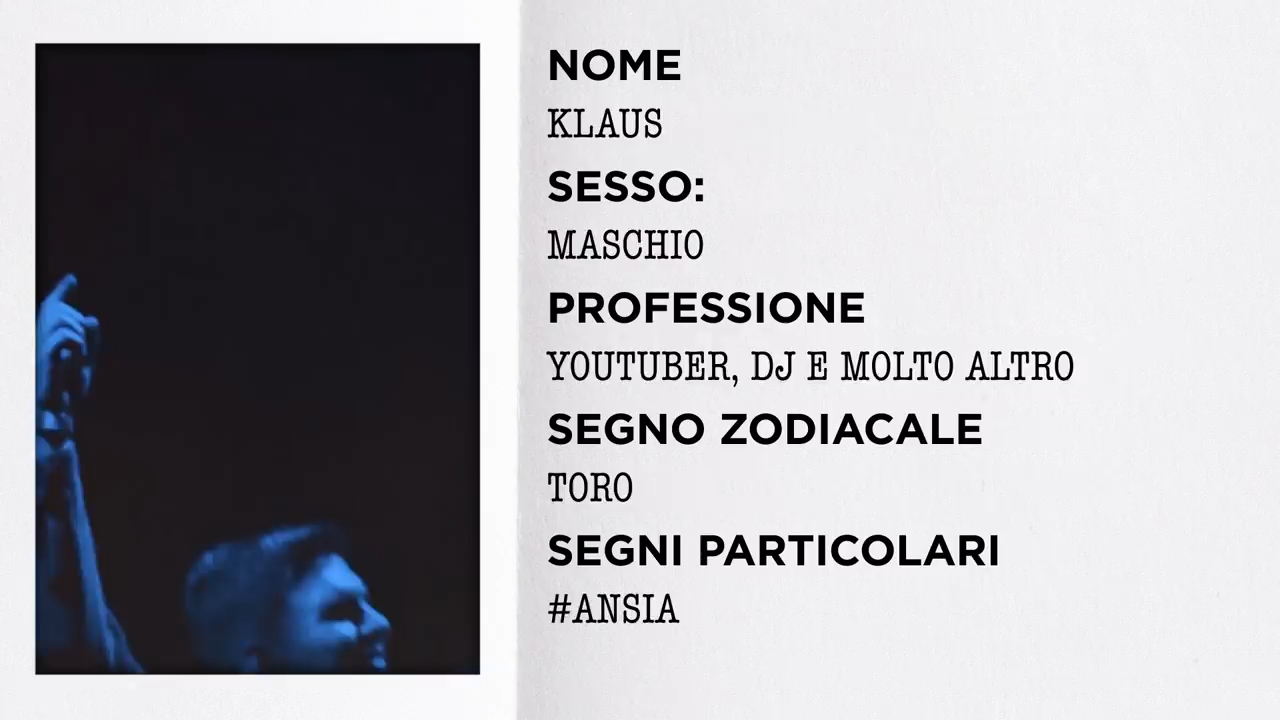 NOME
KLAUS
SESSO:
MASCHIO
PROFESSIONE
YOUTUBER, DJ E MOLTO ALTRO
SEGNO ZODIACALE
TORO
SEGNI PARTICOLARI
#ANSIA